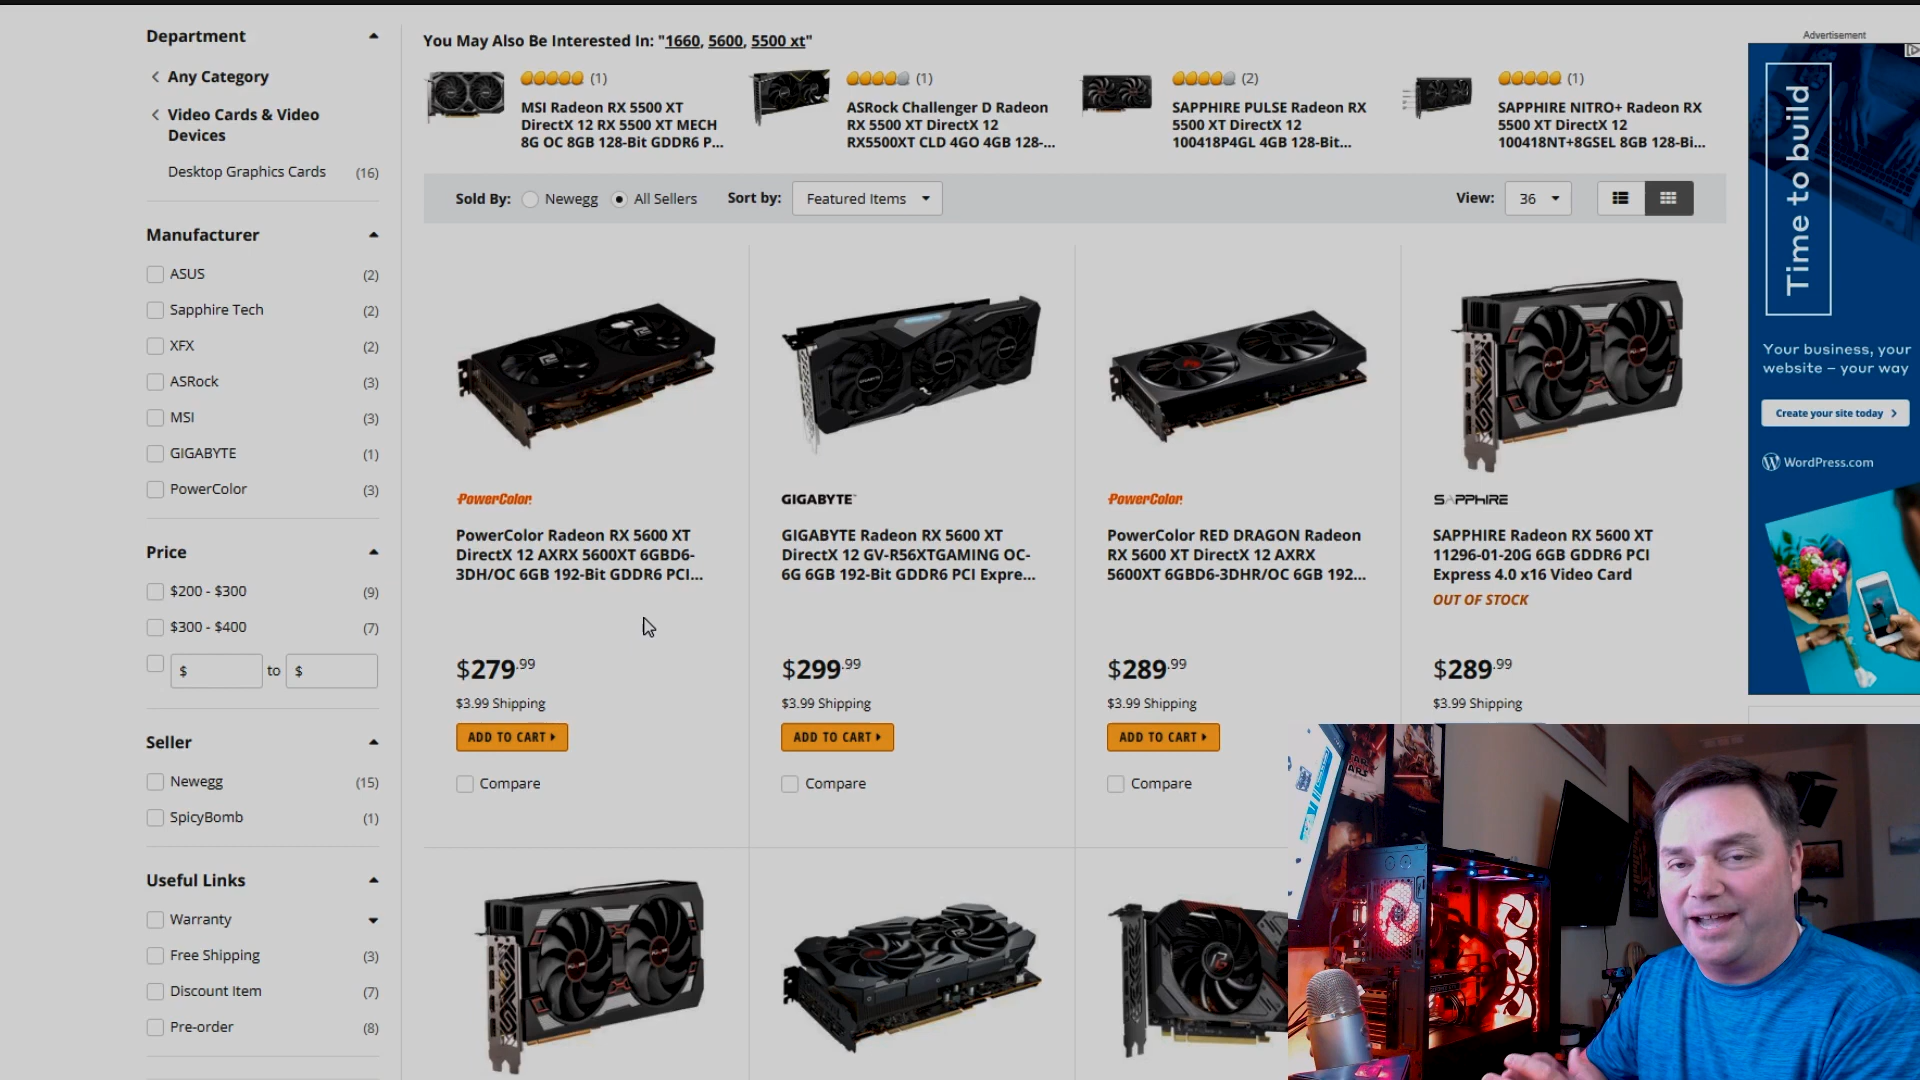 Department
Any Category
Video Cards & Video
Devices
Desktop Graphics Cards (16)
Manufacturer
ASUS (2)
Sapphire Tech (2)
XFX (2)
ASRock (3)
MSI (3)
GIGABYTE (1)
PowerColor (3)
Price
$200 - $300 (9)
$300 - $400 (7)
$ to $
Seller
Newegg (15)
SpicyBomb (1)
Useful Links
Warranty
Free Shipping (3)
Discount Item (7)
Pre-order (8)
You May Also Be Interested In: "1660, 5600, 5500 xt"
(1)
MSI Radeon RX 5500 XT
DirectX 12 RX 5500 XT MECH
8G OC 8GB 128-Bit GDDR6 P...
(1)
ASRock Challenger D Radeon
RX 5500 XT DirectX 12
RX5500XT CLD 4GO 4GB 128-...
(2)
SAPPHIRE PULSE Radeon RX
5500 XT DirectX 12
100418P4GL 4GB 128-Bit...
(1)
SAPPHIRE NITRO+ Radeon RX
5500 XT DirectX 12
100418NT+8GSEL 8GB 128-Bi...
Sold By: Newegg All Sellers Sort by: Featured Items View: 36
PowerColor
PowerColor Radeon RX 5600 XT
DirectX 12 AXRX 5600XT 6GBD6-
3DH/OC 6GB 192-Bit GDDR6 PCI...
$279.99
$3.99 Shipping
ADD TO CART
Compare
GIGABYTE
GIGABYTE Radeon RX 5600 XT
DirectX 12 GV-R56XTGAMING OC-
6G 6GB 192-Bit GDDR6 PCI Expre...
$299.99
$3.99 Shipping
ADD TO CART
Compare
PowerColor
PowerColor RED DRAGON Radeon
RX 5600 XT DirectX 12 AXRX
5600XT 6GBD6-3DHR/OC 6GB 192...
$289.99
$3.99 Shipping
ADD TO CART
Compare
SAPPHIRE
SAPPHIRE Radeon RX 5600 XT
11296-01-20G 6GB GDDR6 PCI
Express 4.0 x16 Video Card
OUT OF STOCK
$289.99
$3.99 Shipping
Advertisement
Time to build
Your business, your
website – your way
Create your site today
WordPress.com